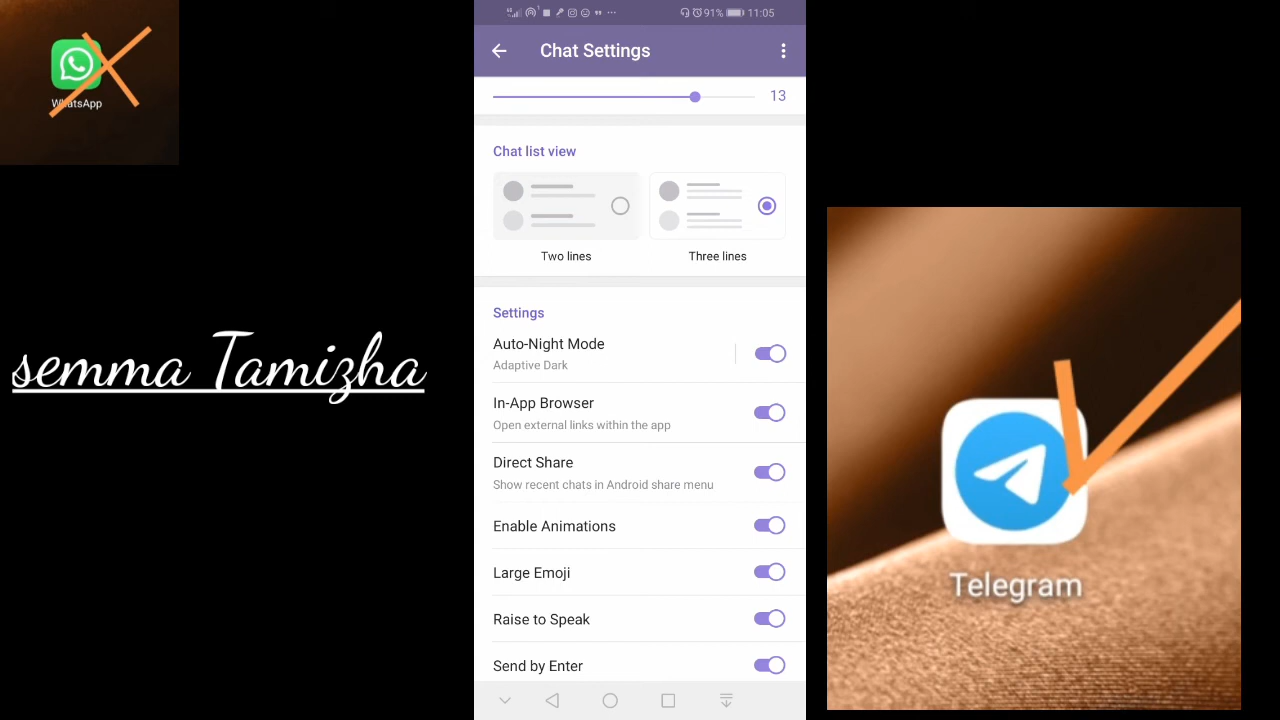 WhatsApp
semma Tamizha
91% 11:05
Chat Settings
13
Chat list view
Two lines
Three lines
Settings
Auto-Night Mode
Adaptive Dark
In-App Browser
Open external links within the app
Direct Share
Show recent chats in Android share menu
Enable Animations
Large Emoji
Raise to Speak
Send by Enter
Telegram